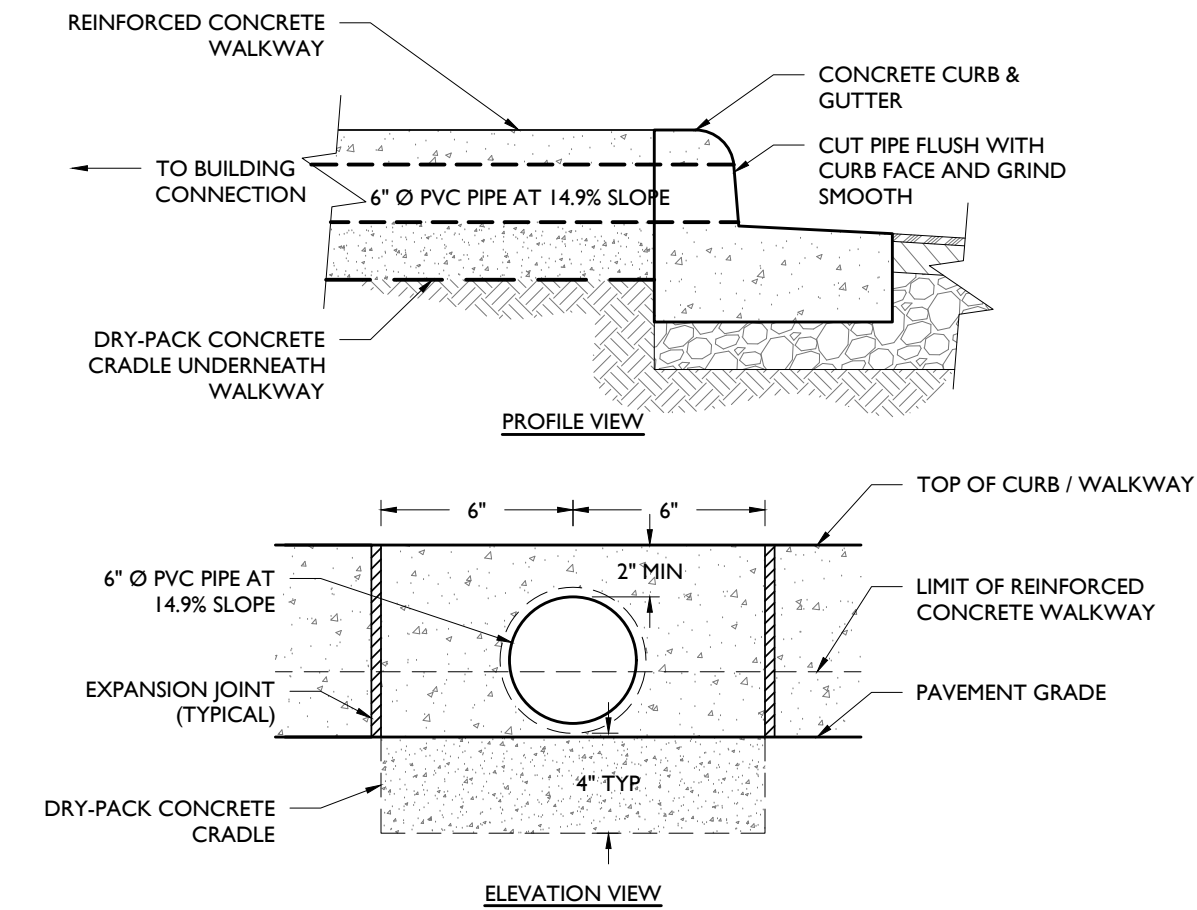 REINFORCED CONCRETE
WALKWAY
CONCRETE CURB &
GUTTER
CUT PIPE FLUSH WITH
CURB FACE AND GRIND
SMOOTH
TO BUILDING
CONNECTION
6" Ø PVC PIPE AT 14.9% SLOPE
DRY-PACK CONCRETE
CRADLE UNDERNEATH
WALKWAY
PROFILE VIEW
TOP OF CURB / WALKWAY
6"
6"
2" MIN
6" Ø PVC PIPE AT
14.9% SLOPE
LIMIT OF REINFORCED
CONCRETE WALKWAY
EXPANSION JOINT
(TYPICAL)
PAVEMENT GRADE
4" TYP
DRY-PACK CONCRETE
CRADLE
ELEVATION VIEW